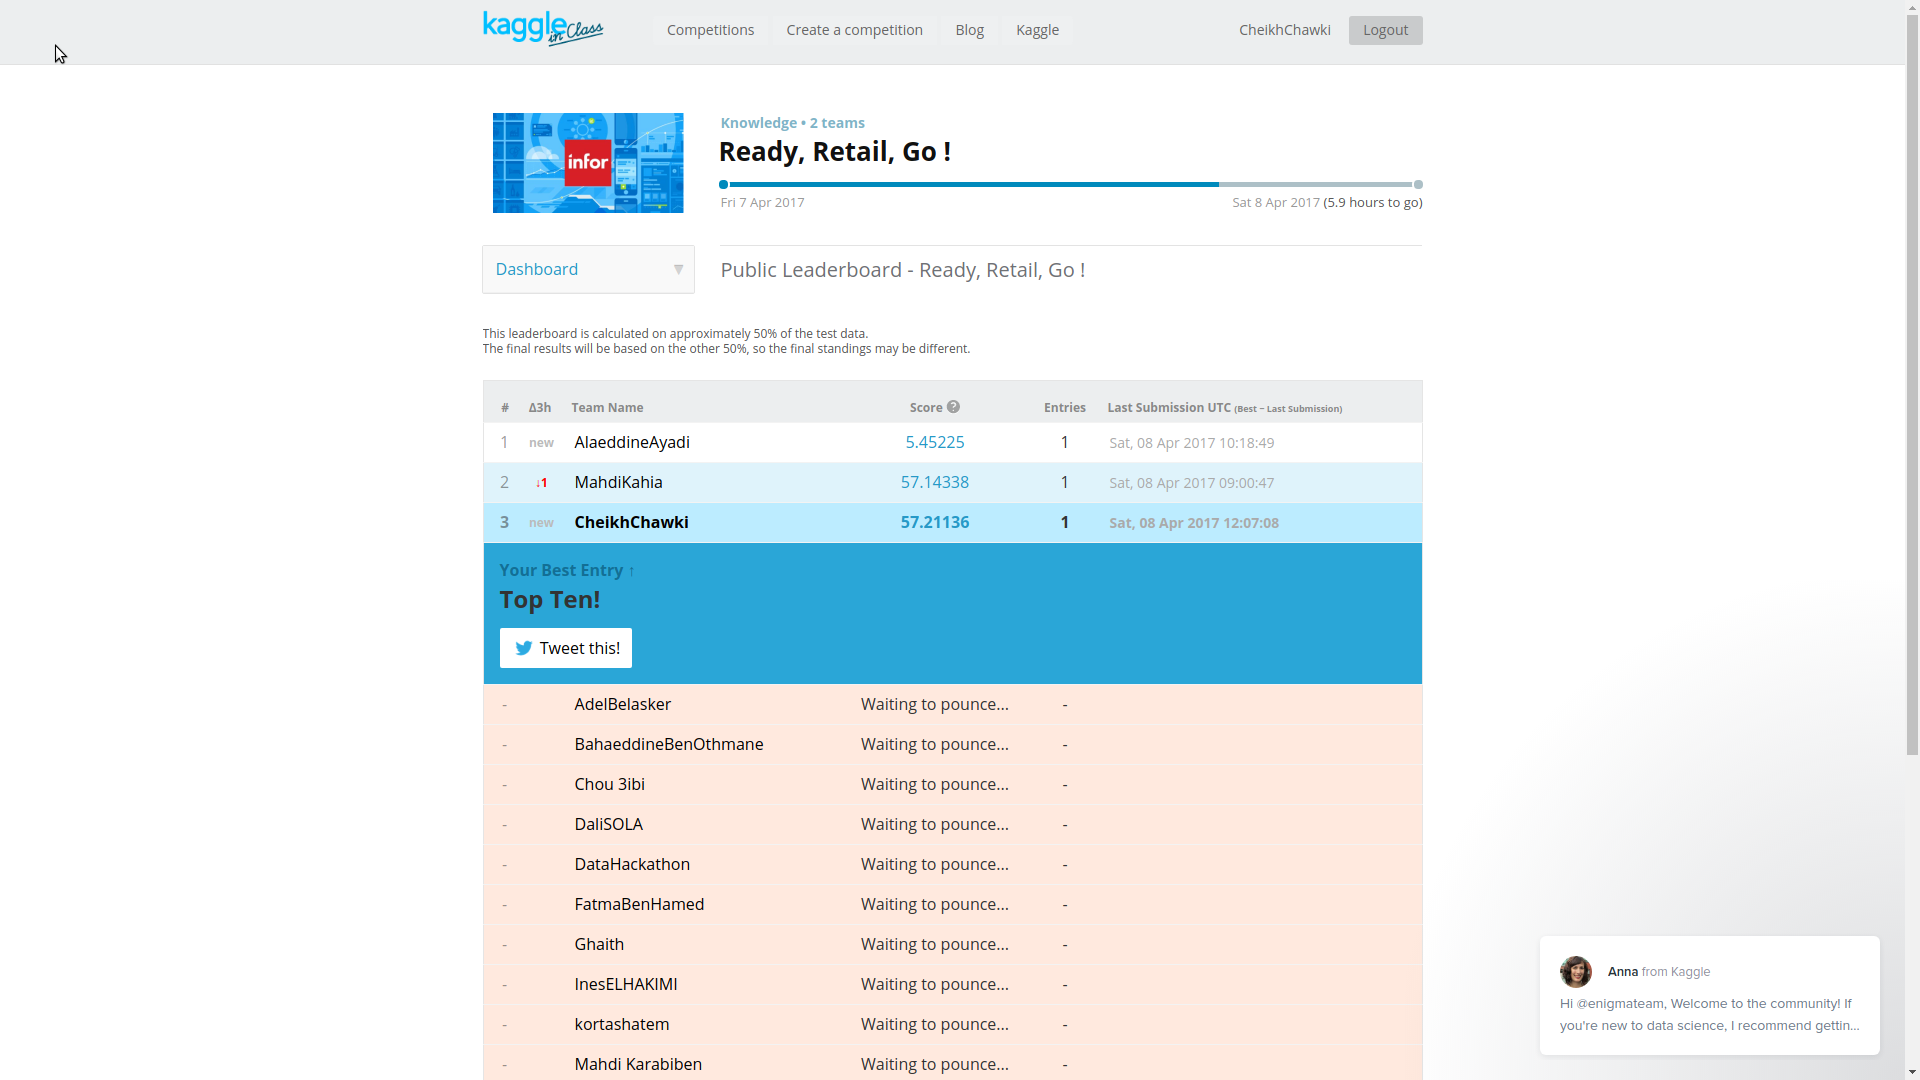 kaggle in Class
Competitions Create a competition Blog Kaggle CheikhChawki Logout
infor
Knowledge • 2 teams
Ready, Retail, Go !
Fri 7 Apr 2017 Sat 8 Apr 2017 (5.9 hours to go)
Dashboard
Public Leaderboard - Ready, Retail, Go !
This leaderboard is calculated on approximately 50% of the test data.
The final results will be based on the other 50%, so the final standings may be different.
# Δ3h Team Name Score ? Entries Last Submission UTC (Best − Last Submission)
1 new AlaeddineAyadi 5.45225 1 Sat, 08 Apr 2017 10:18:49
2 ↓1 MahdiKahia 57.14338 1 Sat, 08 Apr 2017 09:00:47
3 new CheikhChawki 57.21136 1 Sat, 08 Apr 2017 12:07:08
Your Best Entry ↑
Top Ten!
Tweet this!
- AdelBelasker Waiting to pounce... -
- BahaeddineBenOthmane Waiting to pounce... -
- Chou 3ibi Waiting to pounce... -
- DaliSOLA Waiting to pounce... -
- DataHackathon Waiting to pounce... -
- FatmaBenHamed Waiting to pounce... -
- Ghaith Waiting to pounce... -
- InesELHAKIMI Waiting to pounce... -
- kortashatem Waiting to pounce... -
- Mahdi Karabiben Waiting to pounce... -
Anna from Kaggle
Hi @enigmateam, Welcome to the community! If
you're new to data science, I recommend gettin...